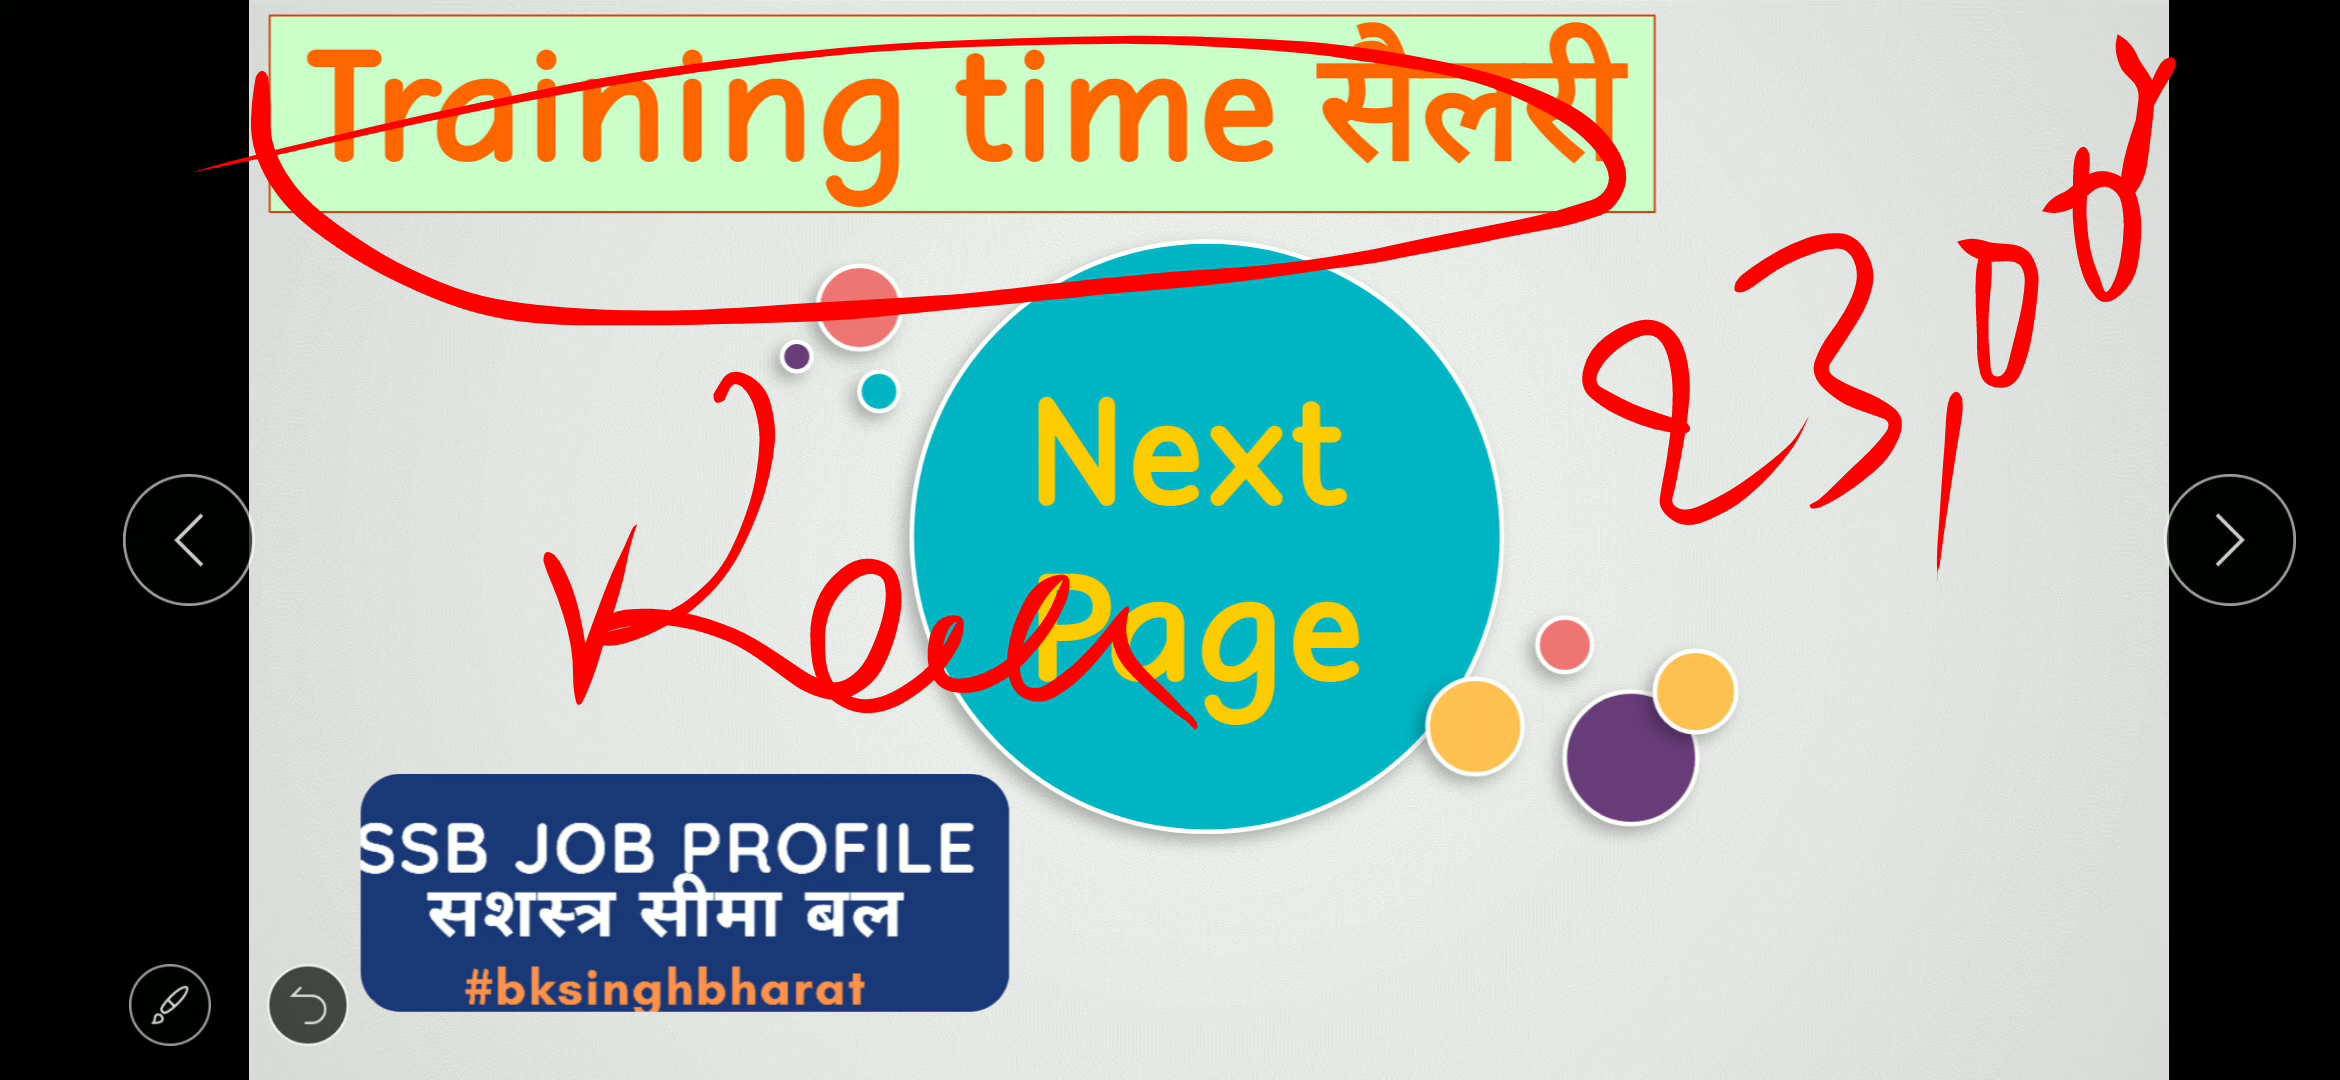 Training time सैलरी
23,000
Next
Page
SSB JOB PROFILE
सशस्त्र सीमा बल
#bksinghbharat